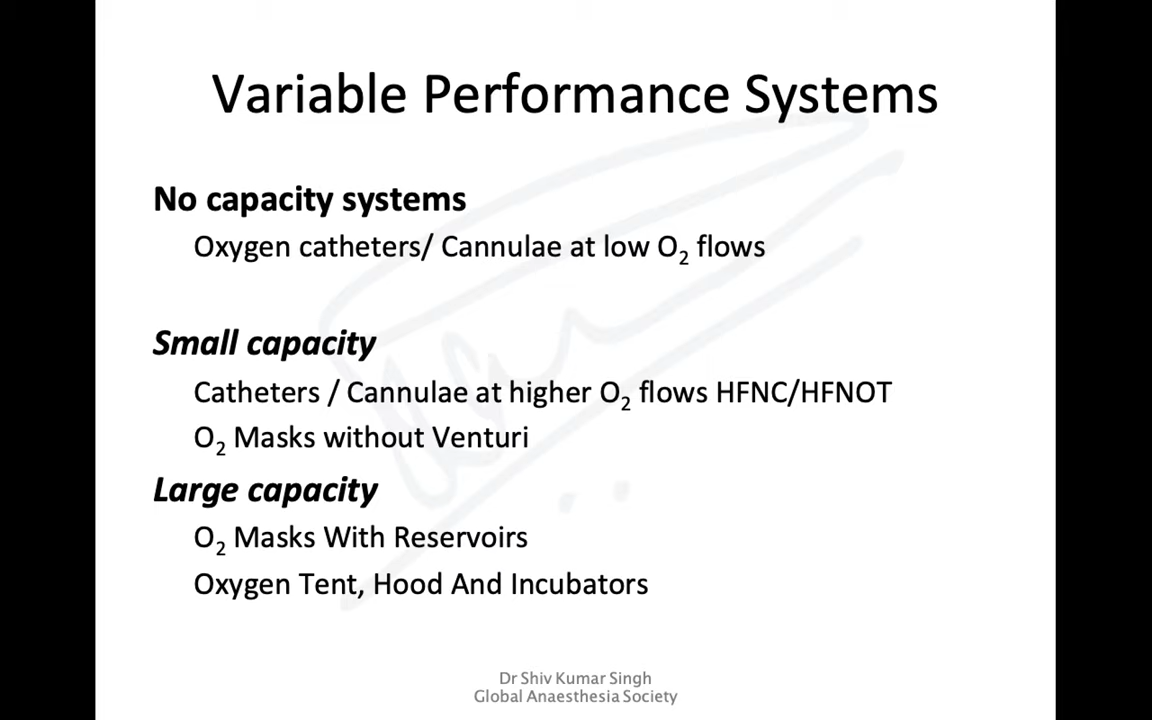 Variable Performance Systems
No capacity systems
Oxygen catheters/ Cannulae at low O₂ flows
Small capacity
Catheters / Cannulae at higher O₂ flows HFNC/HFNOT
O₂ Masks without Venturi
Large capacity
O₂ Masks With Reservoirs
Oxygen Tent, Hood And Incubators
Dr Shiv Kumar Singh
Global Anaesthesia Society